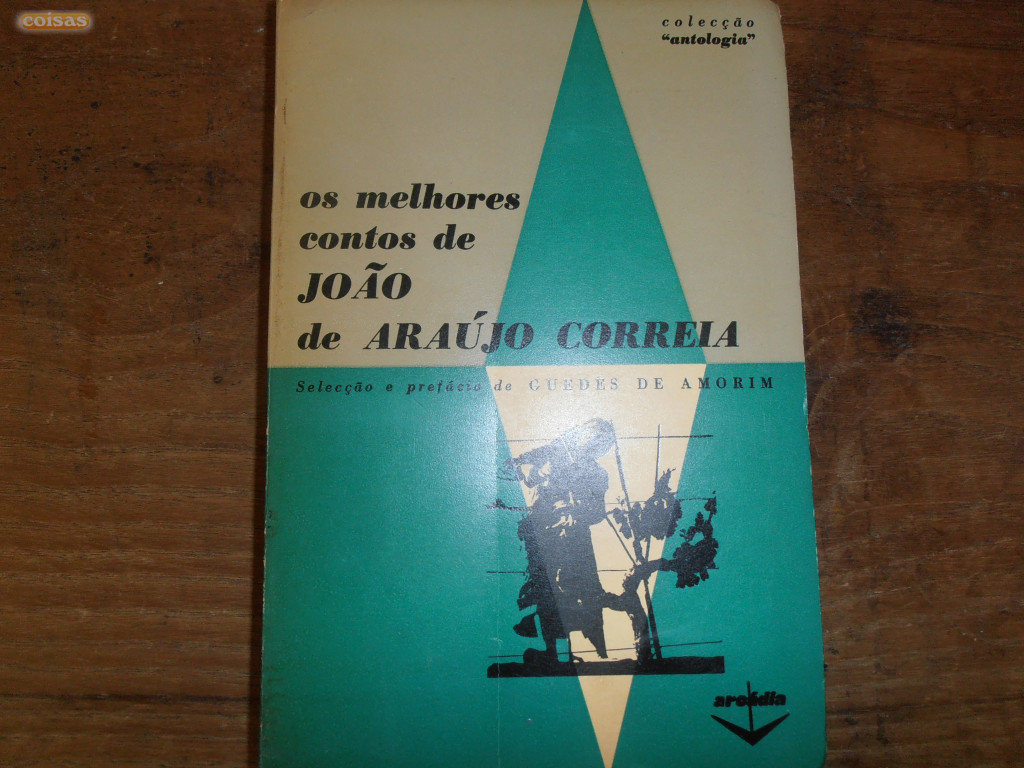 coisas
colecção
"antologia"
os melhores
contos de
JOÃO
de ARAÚJO CORREIA
Selecção e prefácio de GUEDES DE AMORIM
arcádia